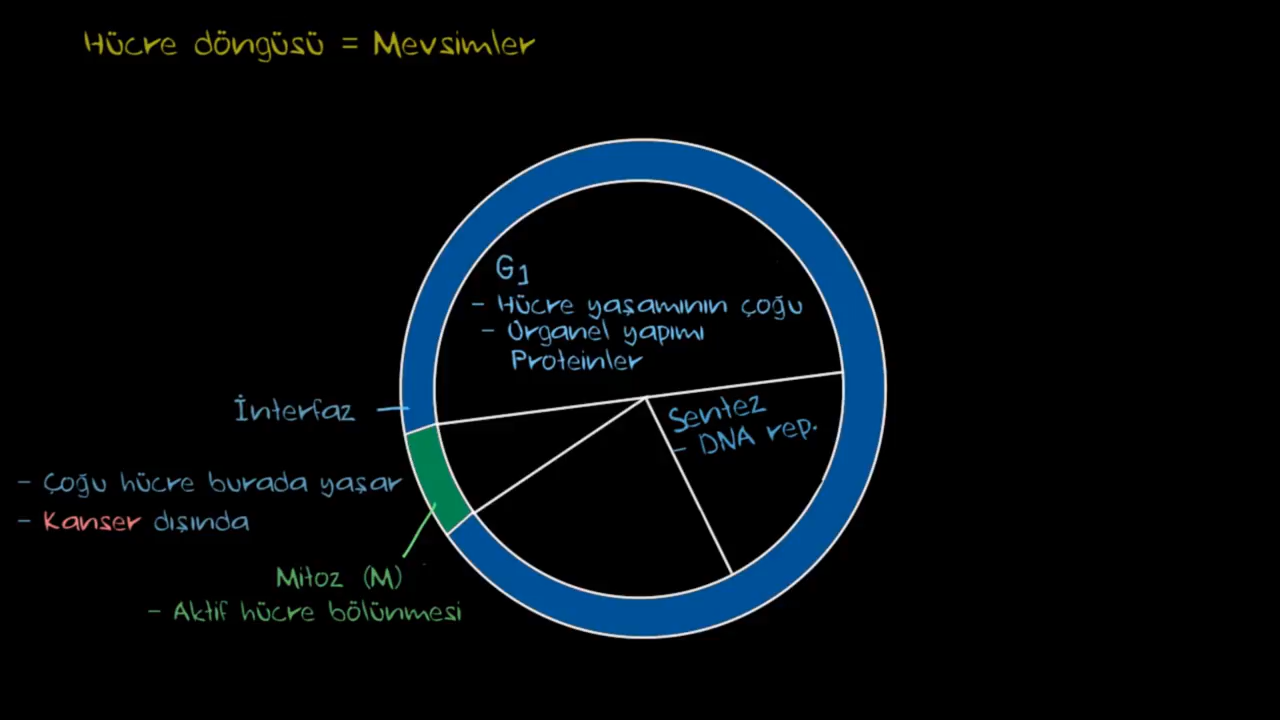 Hücre döngüsü = Mevsimler
G1
- Hücre yaşamının çoğu
- Organel yapımı
Proteinler
Sentez
- DNA rep.
İnterfaz
- Çoğu hücre burada yaşar
- Kanser dışında
Mitoz (M)
- Aktif hücre bölünmesi